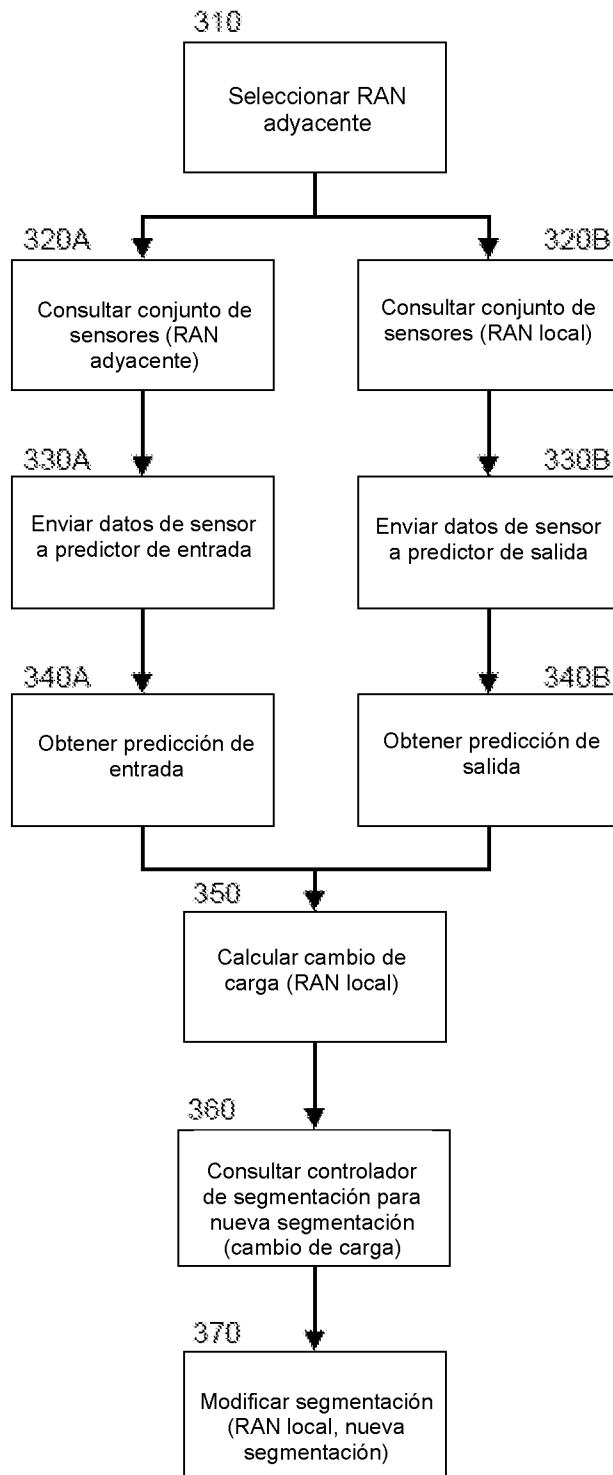 310
Seleccionar RAN
adyacente
320A
320B
Consultar conjunto de
sensores (RAN
adyacente)
Consultar conjunto de
sensores (RAN local)
330A
330B
Enviar datos de sensor
a predictor de entrada
Enviar datos de sensor
a predictor de salida
340A
340B
Obtener predicción de
entrada
Obtener predicción de
salida
350
Calcular cambio de
carga (RAN local)
360
Consultar controlador
de segmentación para
nueva segmentación
(cambio de carga)
370
Modificar segmentación
(RAN local, nueva
segmentación)